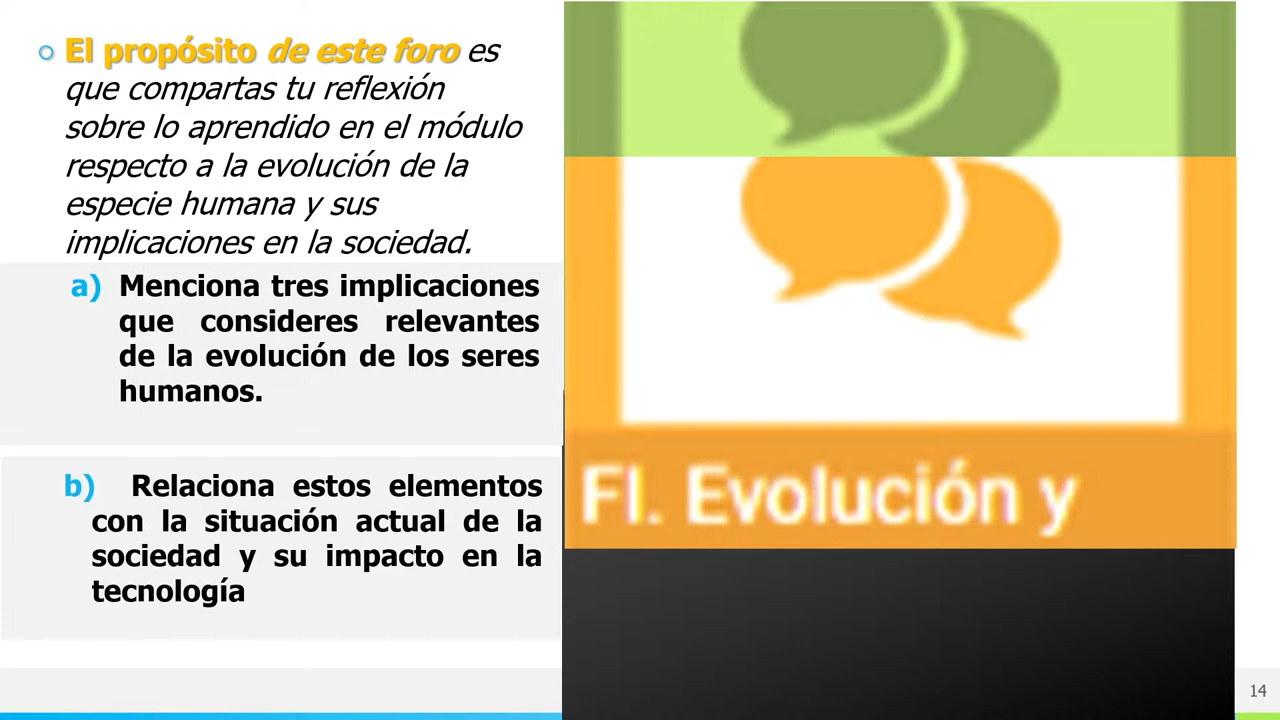 El propósito de este foro es
que compartas tu reflexión
sobre lo aprendido en el módulo
respecto a la evolución de la
especie humana y sus
implicaciones en la sociedad.
a) Menciona tres implicaciones
que consideres relevantes
de la evolución de los seres
humanos.
b) Relaciona estos elementos
con la situación actual de la
sociedad y su impacto en la
tecnología
FI. Evolución y
14